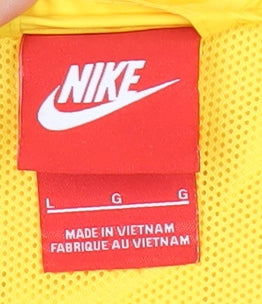 NIKE
L G G
MADE IN VIETNAM
FABRIQUE AU VIETNAM